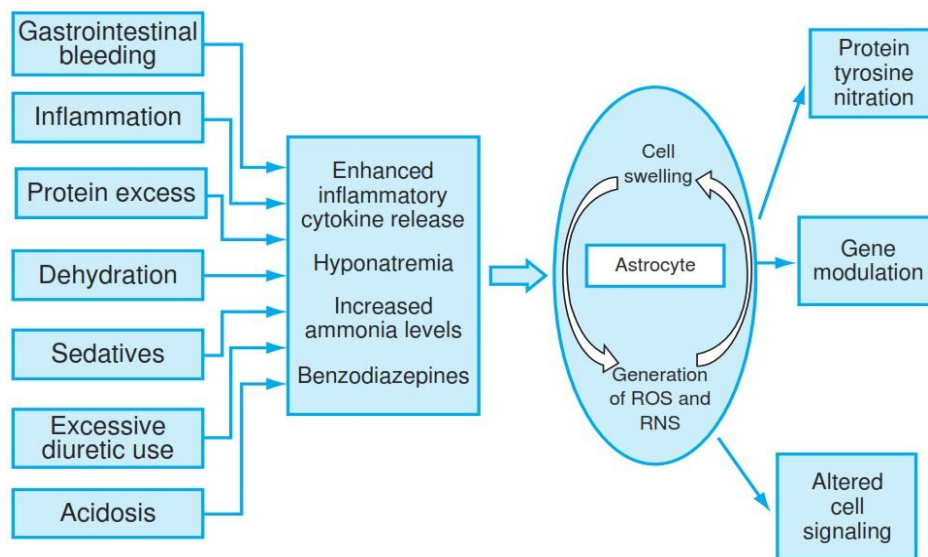 Gastrointestinal
bleeding
Inflammation
Protein excess
Dehydration
Sedatives
Excessive
diuretic use
Acidosis
Enhanced
inflammatory
cytokine release
Hyponatremia
Increased
ammonia levels
Benzodiazepines
Cell
swelling
Astrocyte
Generation
of ROS and
RNS
Protein
tyrosine
nitration
Gene
modulation
Altered
cell
signaling